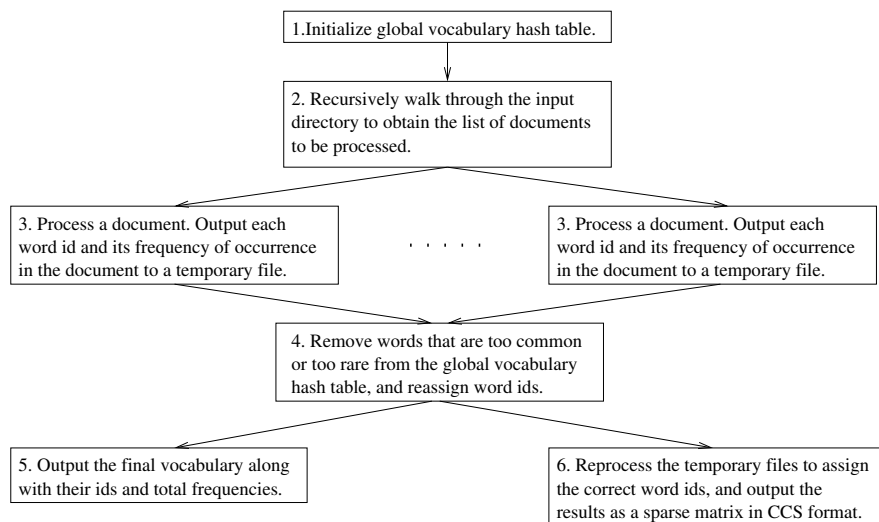 1.Initialize global vocabulary hash table.
2. Recursively walk through the input
directory to obtain the list of documents
to be processed.
3. Process a document. Output each
word id and its frequency of occurrence
in the document to a temporary file.
. . . . .
3. Process a document. Output each
word id and its frequency of occurrence
in the document to a temporary file.
4. Remove words that are too common
or too rare from the global vocabulary
hash table, and reassign word ids.
5. Output the final vocabulary along
with their ids and total frequencies.
6. Reprocess the temporary files to assign
the correct word ids, and output the
results as a sparse matrix in CCS format.